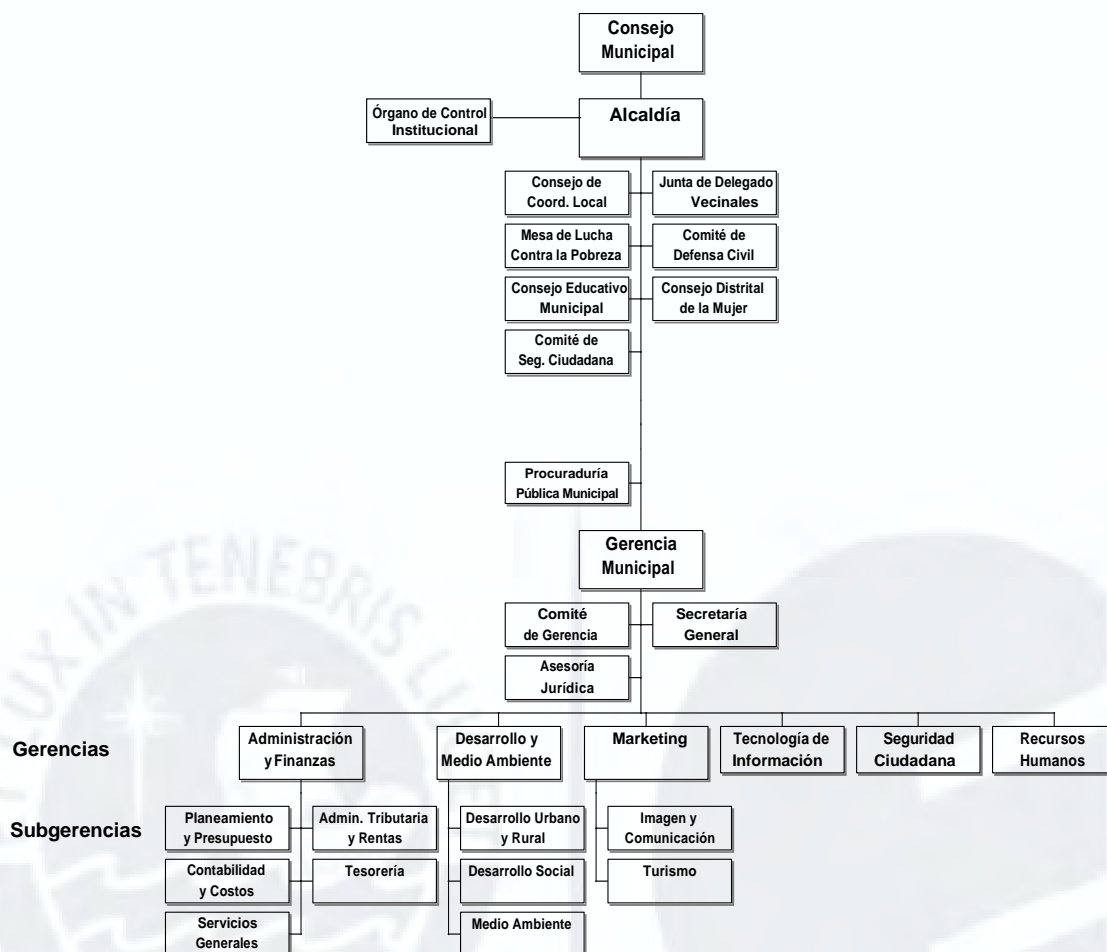 Consejo
Municipal
Órgano de Control
Institucional
Alcaldía
Consejo de
Coord. Local
Junta de Delegado
Vecinales
Mesa de Lucha
Contra la Pobreza
Comité de
Defensa Civil
Consejo Educativo
Municipal
Consejo Distrital
de la Mujer
Comité de
Seg. Ciudadana
Procuraduría
Pública Municipal
Gerencia
Municipal
Comité
de Gerencia
Secretaría
General
Asesoría
Jurídica
Gerencias
Administración
y Finanzas
Desarrollo y
Medio Ambiente
Marketing
Tecnología de
Información
Seguridad
Ciudadana
Recursos
Humanos
Subgerencias
Planeamiento
y Presupuesto
Admin. Tributaria
y Rentas
Desarrollo Urbano
y Rural
Imagen y
Comunicación
Contabilidad
y Costos
Tesorería
Desarrollo Social
Turismo
Servicios
Generales
Medio Ambiente
LUX IN TENEBRIS